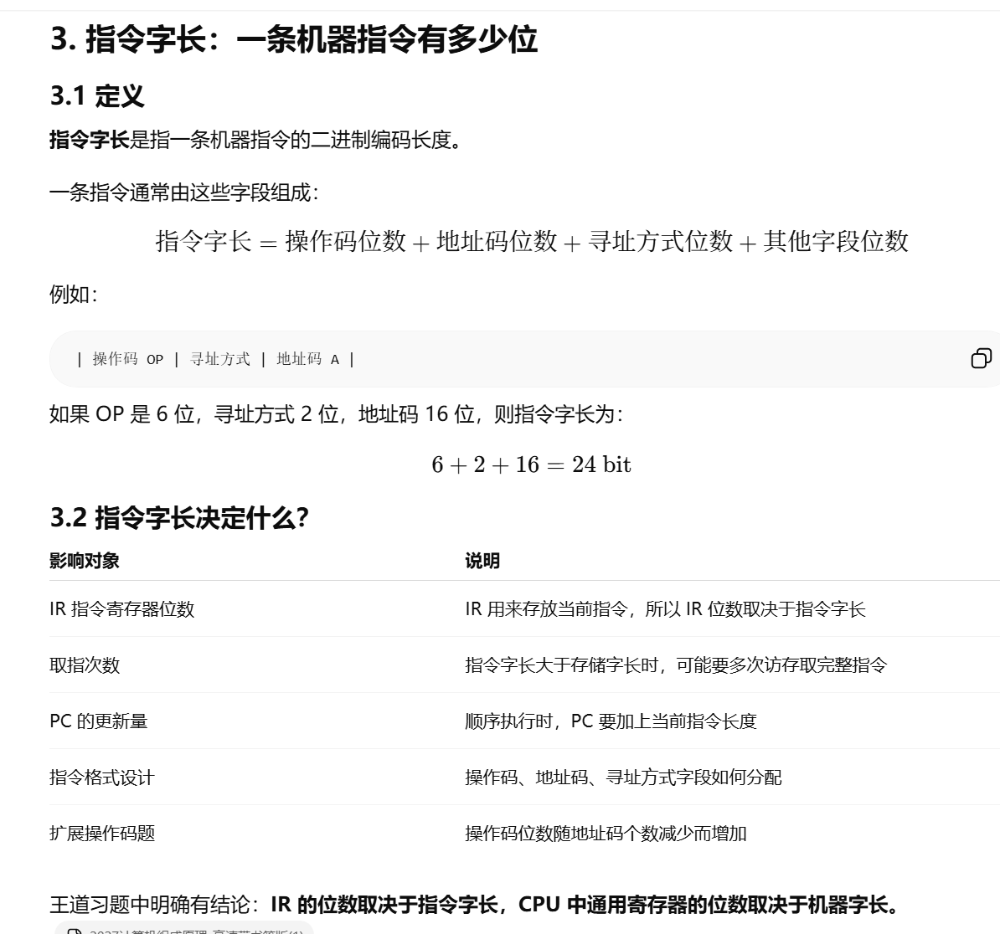 3. 指令字长：一条机器指令有多少位
3.1 定义
指令字长是指一条机器指令的二进制编码长度。
一条指令通常由这些字段组成：
指令字长 = 操作码位数 + 地址码位数 + 寻址方式位数 + 其他字段位数
例如：
| 操作码 OP | 寻址方式 | 地址码 A |
如果 OP 是 6 位，寻址方式 2 位，地址码 16 位，则指令字长为：
6 + 2 + 16 = 24 bit
3.2 指令字长决定什么？
影响对象 说明
IR 指令寄存器位数 IR 用来存放当前指令，所以 IR 位数取决于指令字长
取指次数 指令字长大于存储字长时，可能要多次访存取完整指令
PC 的更新量 顺序执行时，PC 要加上当前指令长度
指令格式设计 操作码、地址码、寻址方式字段如何分配
扩展操作码题 操作码位数随地址码个数减少而增加
王道习题中明确有结论：IR 的位数取决于指令字长，CPU 中通用寄存器的位数取决于机器字长。